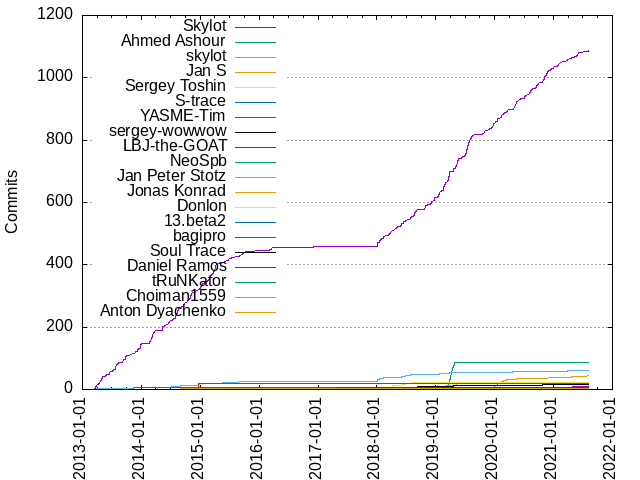 1200
1000
800
600
400
200
0
Commits
Skylot
Ahmed Ashour
skylot
Jan S
Sergey Toshin
S-trace
YASME-Tim
sergey-wowwow
LBJ-the-GOAT
NeoSpb
Jan Peter Stotz
Jonas Konrad
Donlon
13.beta2
bagipro
Soul Trace
Daniel Ramos
tRuNKator
Choiman1559
Anton Dyachenko
2013-01-01
2014-01-01
2015-01-01
2016-01-01
2017-01-01
2018-01-01
2019-01-01
2020-01-01
2021-01-01
2022-01-01